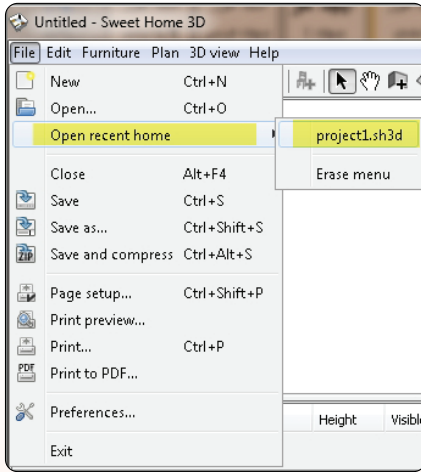 Untitled - Sweet Home 3D
File Edit Furniture Plan 3D view Help
New Ctrl+N
Open... Ctrl+O
Open recent home
project1.sh3d
Erase menu
Close Alt+F4
Save Ctrl+S
Save as... Ctrl+Shift+S
ZIP Save and compress Ctrl+Alt+S
Page setup... Ctrl+Shift+P
Print preview...
Print... Ctrl+P
PDF Print to PDF...
Preferences...
Height
Exit